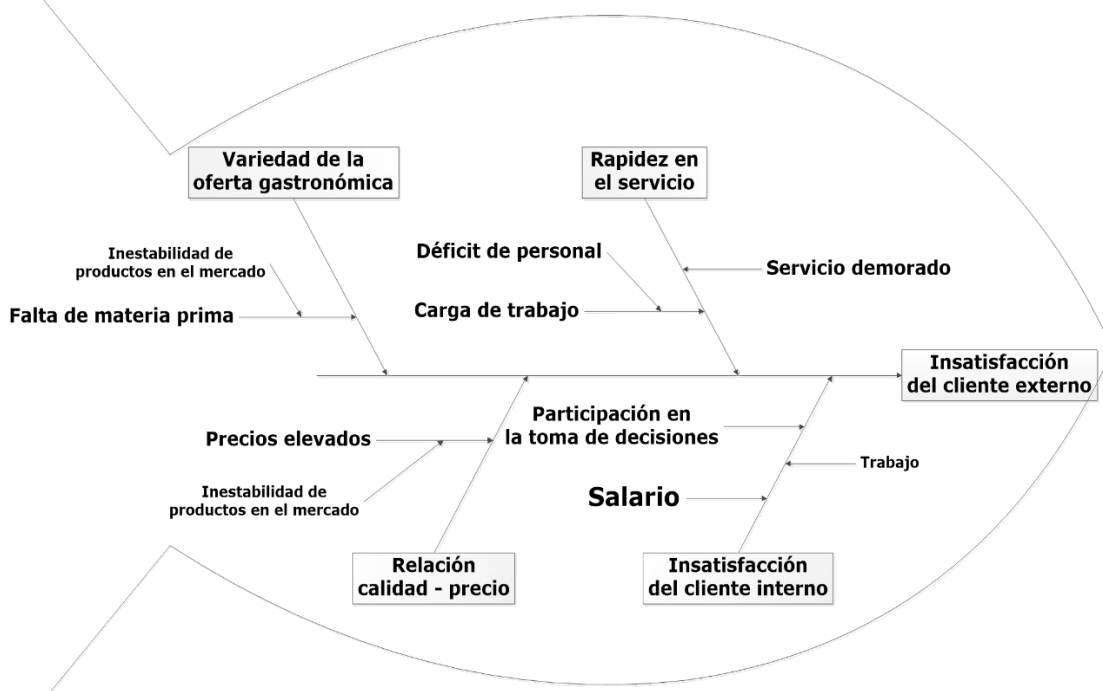 Variedad de la
oferta gastronómica
Rapidez en
el servicio
Inestabilidad de
productos en el mercado
Falta de materia prima
Déficit de personal
Carga de trabajo
Servicio demorado
Insatisfacción
del cliente externo
Precios elevados
Inestabilidad de
productos en el mercado
Participación en
la toma de decisiones
Trabajo
Salario
Relación
calidad - precio
Insatisfacción
del cliente interno